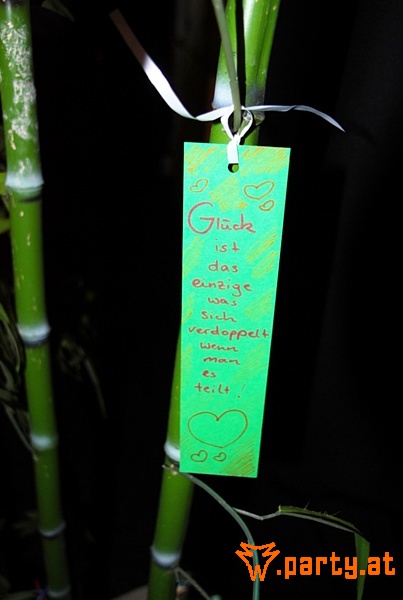 Glück
ist
das
einzige
was
sich
verdoppelt
wenn
man
es
teilt!
W.party.at